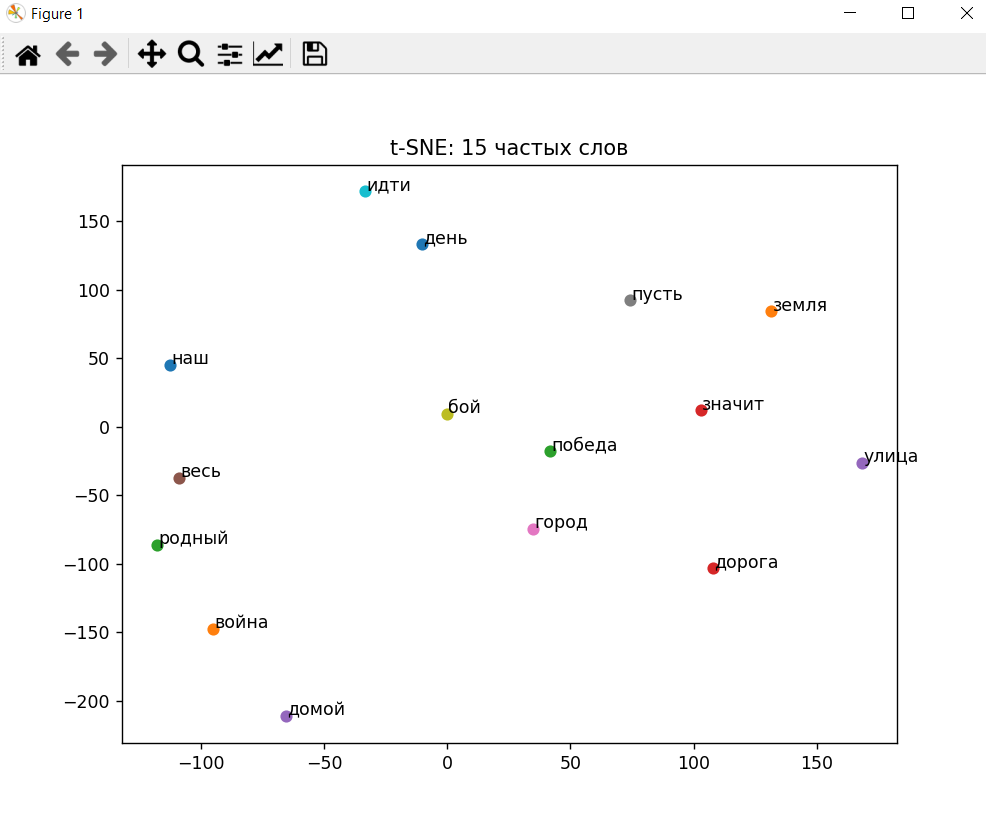 Figure 1
t-SNE: 15 частых слов
идти
день
пусть
земля
наш
бой
значит
победа
улица
весь
город
родный
дорога
война
домой
150
100
50
0
−50
−100
−150
−200
−100
−50
0
50
100
150